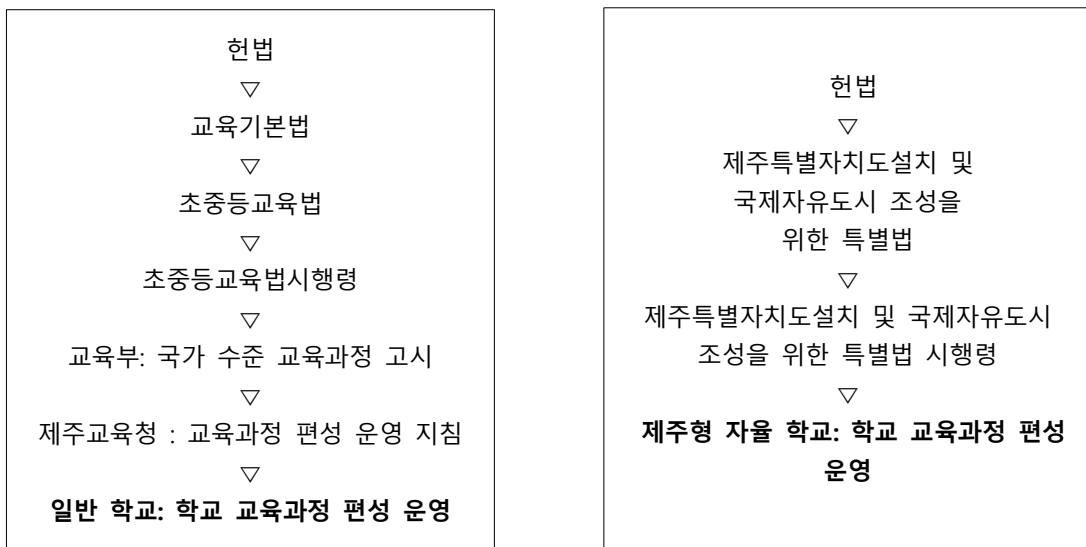 헌법
▽
교육기본법
▽
초중등교육법
▽
초중등교육법시행령
▽
교육부: 국가 수준 교육과정 고시
▽
제주교육청 : 교육과정 편성 운영 지침
▽
일반 학교: 학교 교육과정 편성 운영
헌법
▽
제주특별자치도설치 및
국제자유도시 조성을
위한 특별법
▽
제주특별자치도설치 및 국제자유도시
조성을 위한 특별법 시행령
▽
제주형 자율 학교: 학교 교육과정 편성
운영